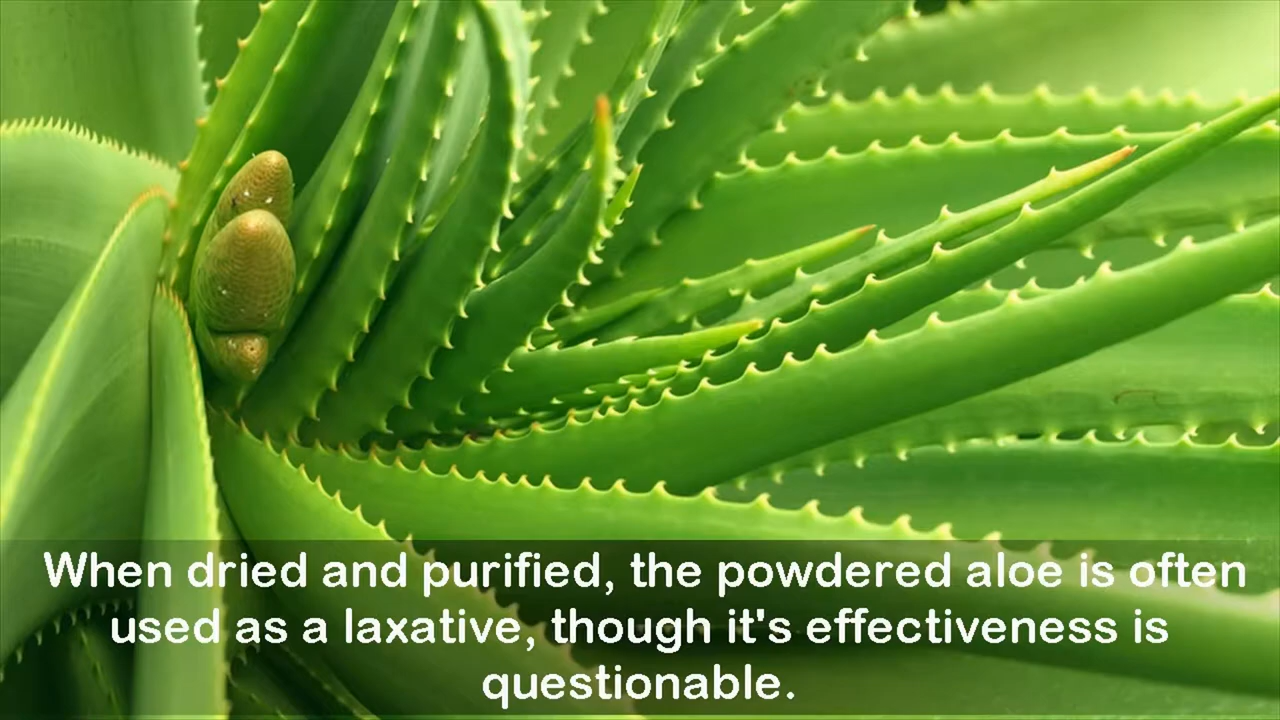 When dried and purified, the powdered aloe is often
used as a laxative, though it's effectiveness is
questionable.